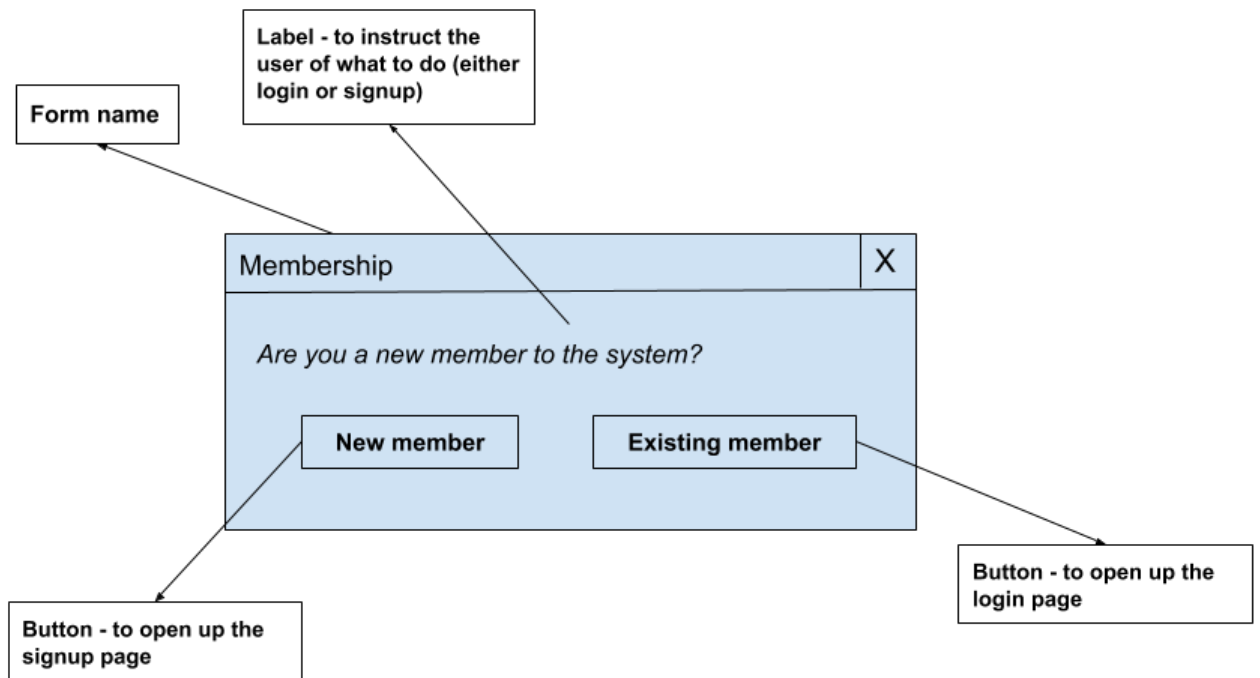 Label - to instruct the
user of what to do (either
login or signup)
Form name
Membership
X
Are you a new member to the system?
New member
Existing member
Button - to open up the
login page
Button - to open up the
signup page